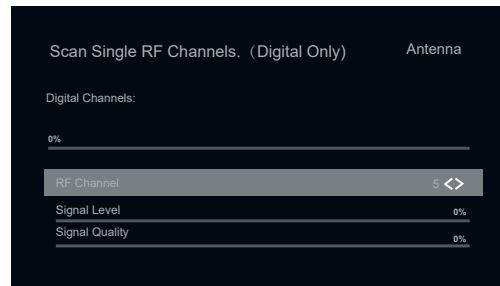 Scan Single RF Channels.（Digital Only) Antenna
Digital Channels:
0%
RF Channel 5 <>
Signal Level 0%
Signal Quality 0%